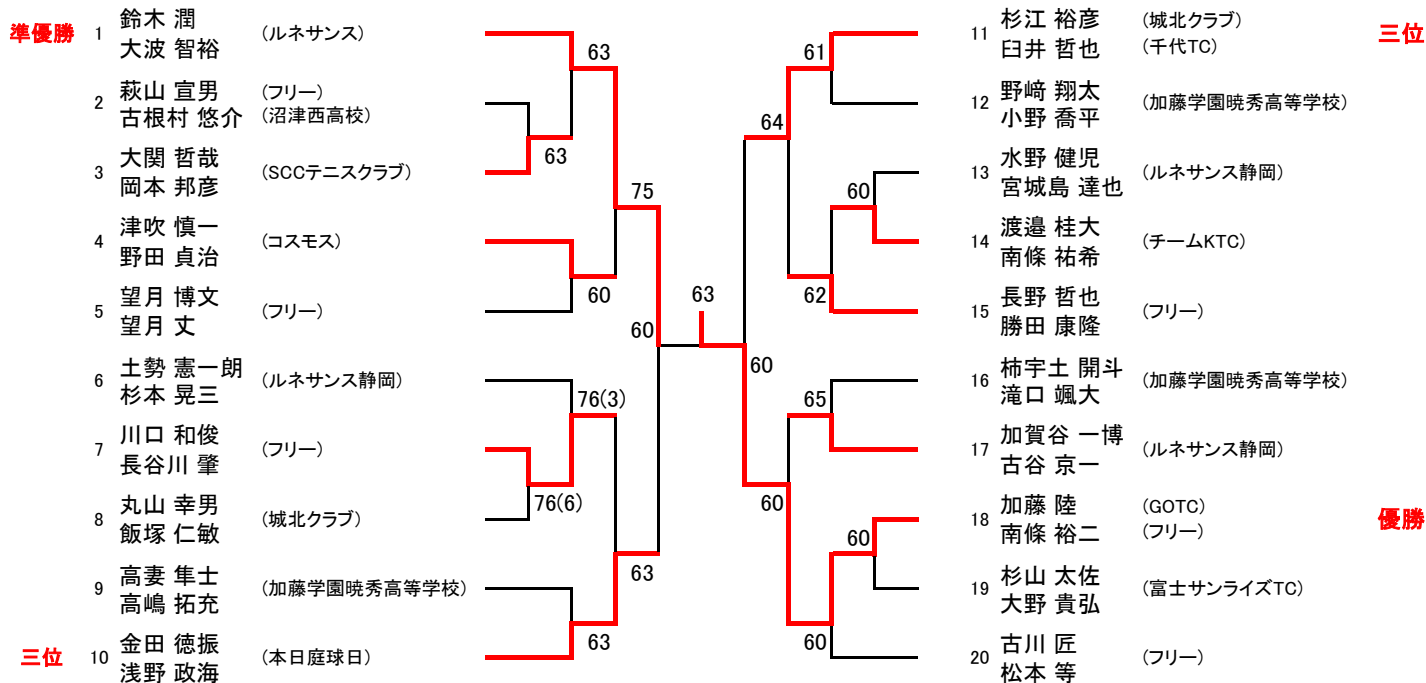 準優勝 1 鈴木 潤 (ルネサンス)
大波 智裕
2 萩山 宣男 (フリー)
古根村 悠介 (沼津西高校)
3 大関 哲哉 (SCCテニスクラブ)
岡本 邦彦
4 津吹 慎一 (コスモス)
野田 貞治
5 望月 博文 (フリー)
望月 丈
6 土勢 憲一朗 (ルネサンス静岡)
杉本 晃三
7 川口 和俊 (フリー)
長谷川 肇
8 丸山 幸男 (城北クラブ)
飯塚 仁敏
9 高妻 隼士 (加藤学園暁秀高等学校)
高嶋 拓充
三位 10 金田 徳振 (本日庭球日)
浅野 政海
63
63
75
60
60
76(3)
76(6)
63
63
63
61
64
60
62
60
65
60
60
60
11 杉江 裕彦 (城北クラブ) 三位
臼井 哲也 (千代TC)
12 野﨑 翔太 (加藤学園暁秀高等学校)
小野 喬平
13 水野 健児 (ルネサンス静岡)
宮城島 達也
14 渡邉 桂大 (チームKTC)
南條 祐希
15 長野 哲也 (フリー)
勝田 康隆
16 柿宇土 開斗 (加藤学園暁秀高等学校)
滝口 颯大
17 加賀谷 一博 (ルネサンス静岡)
古谷 京一
18 加藤 陸 (GOTC) 優勝
南條 裕二 (フリー)
19 杉山 太佐 (富士サンライズTC)
大野 貴弘
20 古川 匠 (フリー)
松本 等